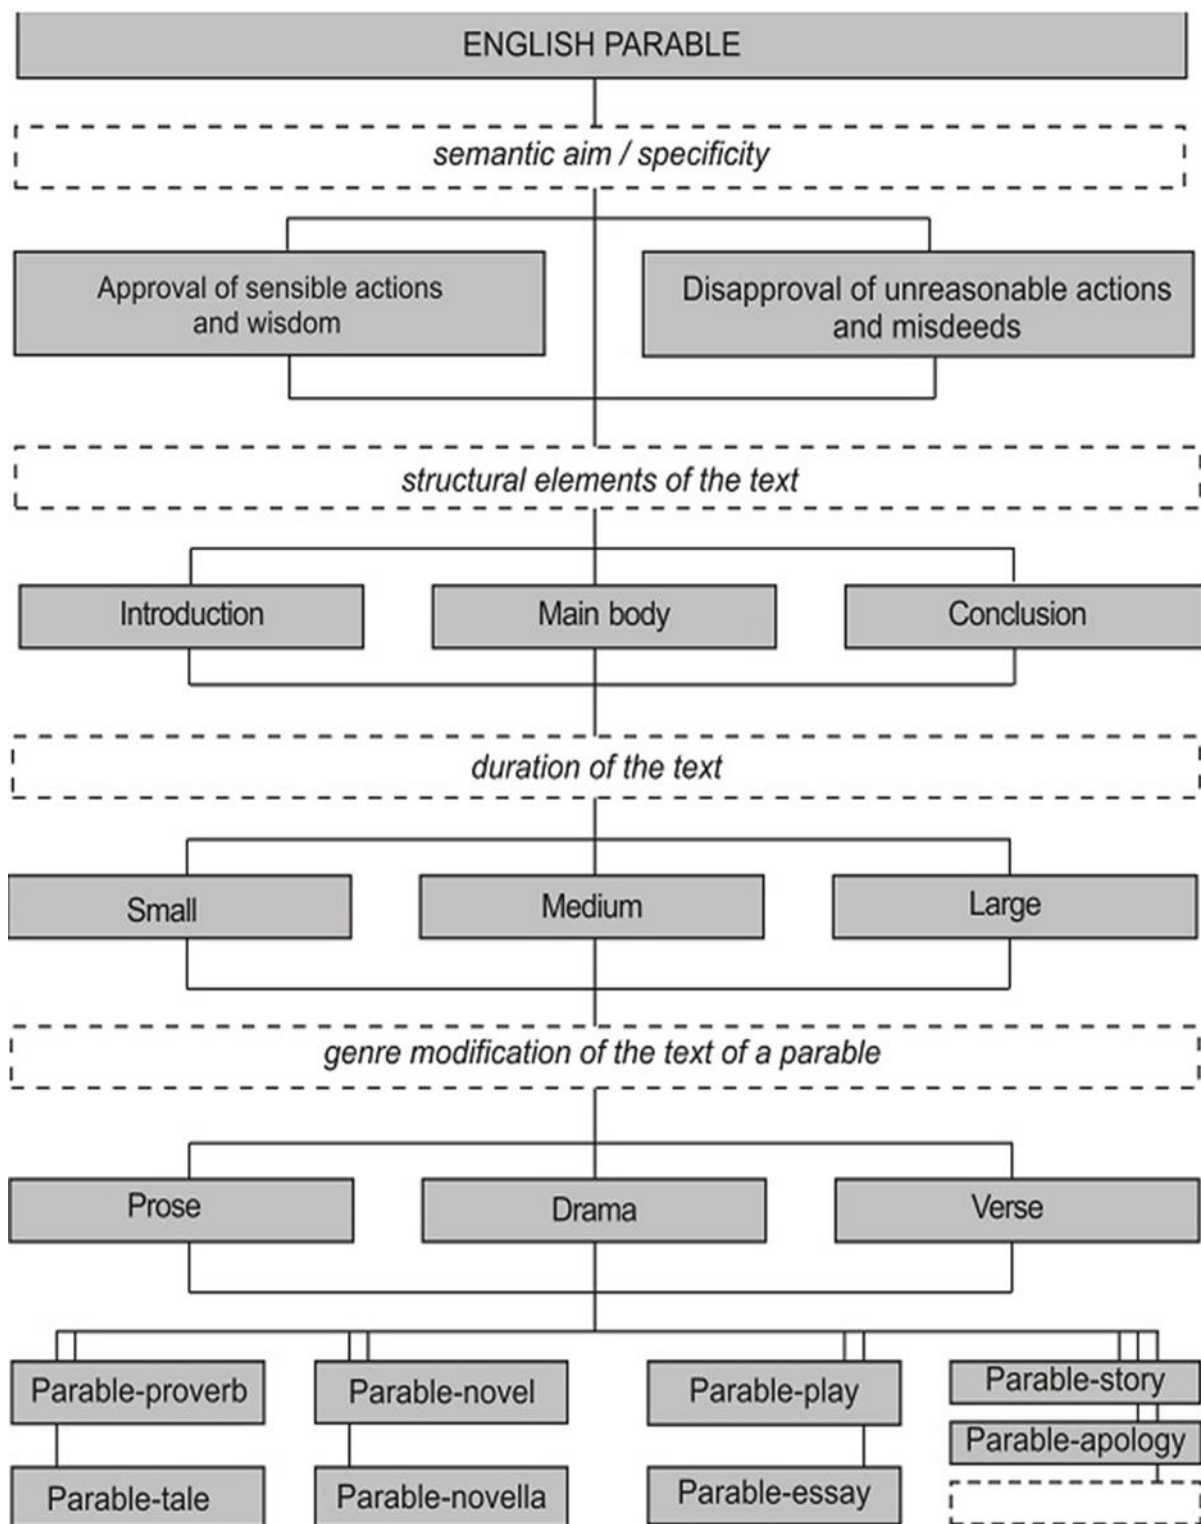 ENGLISH PARABLE
semantic aim / specificity
Approval of sensible actions
and wisdom
Disapproval of unreasonable actions
and misdeeds
structural elements of the text
Introduction
Main body
Conclusion
duration of the text
Small
Medium
Large
genre modification of the text of a parable
Prose
Drama
Verse
Parable-proverb
Parable-novel
Parable-play
Parable-story
Parable-apology
Parable-tale
Parable-novella
Parable-essay